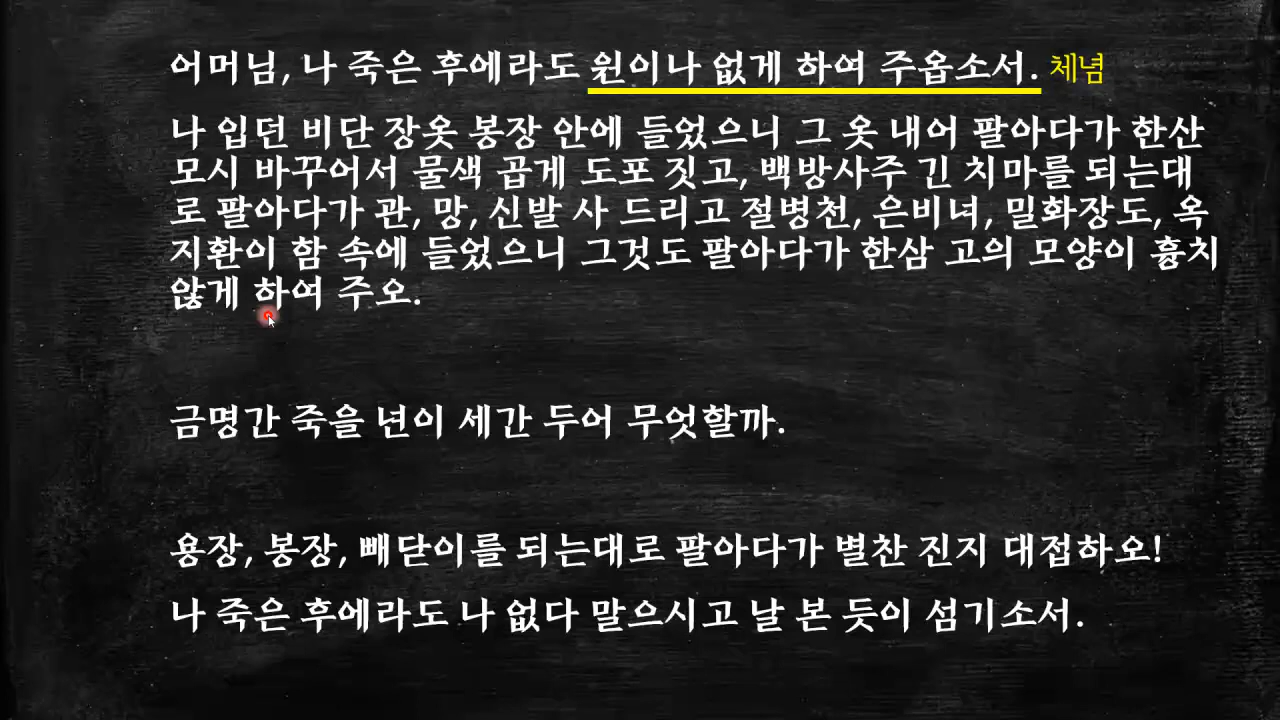 어머님, 나 죽은 후에라도 원이나 없게 하여 주옵소서. 체념
나 입던 비단 장옷 봉장 안에 들었으니 그 옷 내어 팔아다가 한산
모시 바꾸어서 물색 곱게 도포 짓고, 백방사주 긴 치마를 되는대
로 팔아다가 관, 망, 신발 사 드리고 절병천, 은비녀, 밀화장도, 옥
지환이 함 속에 들었으니 그것도 팔아다가 한삼 고의 모양이 흉치
않게 하여 주오.
금명간 죽을 년이 세간 두어 무엇할까.
용장, 봉장, 빼닫이를 되는대로 팔아다가 별찬 진지 대접하오!
나 죽은 후에라도 나 없다 말으시고 날 본 듯이 섬기소서.